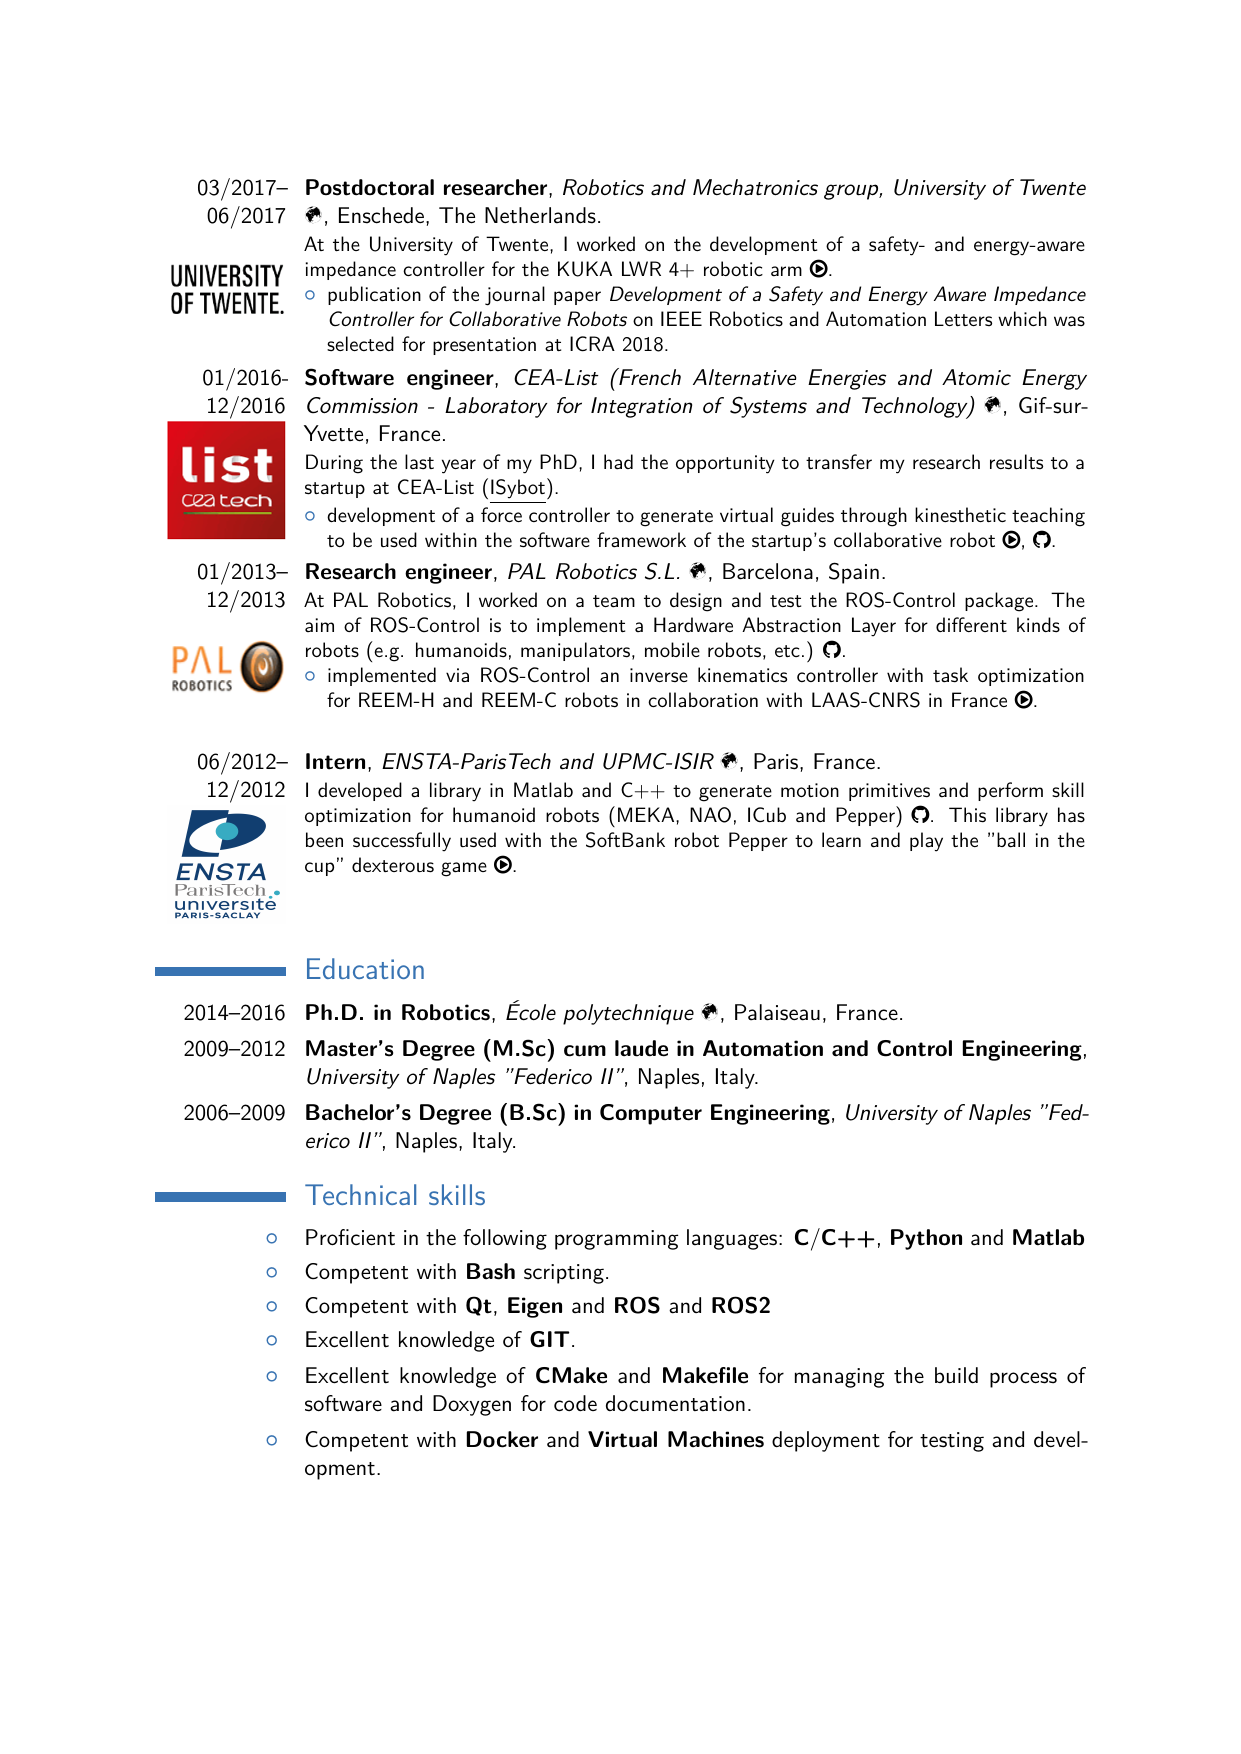 03/2017– Postdoctoral researcher, Robotics and Mechatronics group, University of Twente
06/2017 , Enschede, The Netherlands.
At the University of Twente, I worked on the development of a safety- and energy-aware
impedance controller for the KUKA LWR 4+ robotic arm .
UNIVERSITY
OF TWENTE.
○ publication of the journal paper Development of a Safety and Energy Aware Impedance
Controller for Collaborative Robots on IEEE Robotics and Automation Letters which was
selected for presentation at ICRA 2018.
01/2016- Software engineer, CEA-List (French Alternative Energies and Atomic Energy
12/2016 Commission - Laboratory for Integration of Systems and Technology) , Gif-sur-
Yvette, France.
list
cea tech
During the last year of my PhD, I had the opportunity to transfer my research results to a
startup at CEA-List (ISybot).
○ development of a force controller to generate virtual guides through kinesthetic teaching
to be used within the software framework of the startup's collaborative robot , .
01/2013– Research engineer, PAL Robotics S.L. , Barcelona, Spain.
12/2013 At PAL Robotics, I worked on a team to design and test the ROS-Control package. The
aim of ROS-Control is to implement a Hardware Abstraction Layer for different kinds of
robots (e.g. humanoids, manipulators, mobile robots, etc.) .
PAL
ROBOTICS
○ implemented via ROS-Control an inverse kinematics controller with task optimization
for REEM-H and REEM-C robots in collaboration with LAAS-CNRS in France .
06/2012– Intern, ENSTA-ParisTech and UPMC-ISIR , Paris, France.
12/2012 I developed a library in Matlab and C++ to generate motion primitives and perform skill
optimization for humanoid robots (MEKA, NAO, ICub and Pepper) . This library has
been successfully used with the SoftBank robot Pepper to learn and play the "ball in the
cup" dexterous game .
ENSTA
ParisTech
université
PARIS-SACLAY
Education
2014–2016 Ph.D. in Robotics, École polytechnique , Palaiseau, France.
2009–2012 Master's Degree (M.Sc) cum laude in Automation and Control Engineering,
University of Naples "Federico II", Naples, Italy.
2006–2009 Bachelor's Degree (B.Sc) in Computer Engineering, University of Naples "Fed-
erico II", Naples, Italy.
Technical skills
○ Proficient in the following programming languages: C/C++, Python and Matlab
○ Competent with Bash scripting.
○ Competent with Qt, Eigen and ROS and ROS2
○ Excellent knowledge of GIT.
○ Excellent knowledge of CMake and Makefile for managing the build process of
software and Doxygen for code documentation.
○ Competent with Docker and Virtual Machines deployment for testing and devel-
opment.